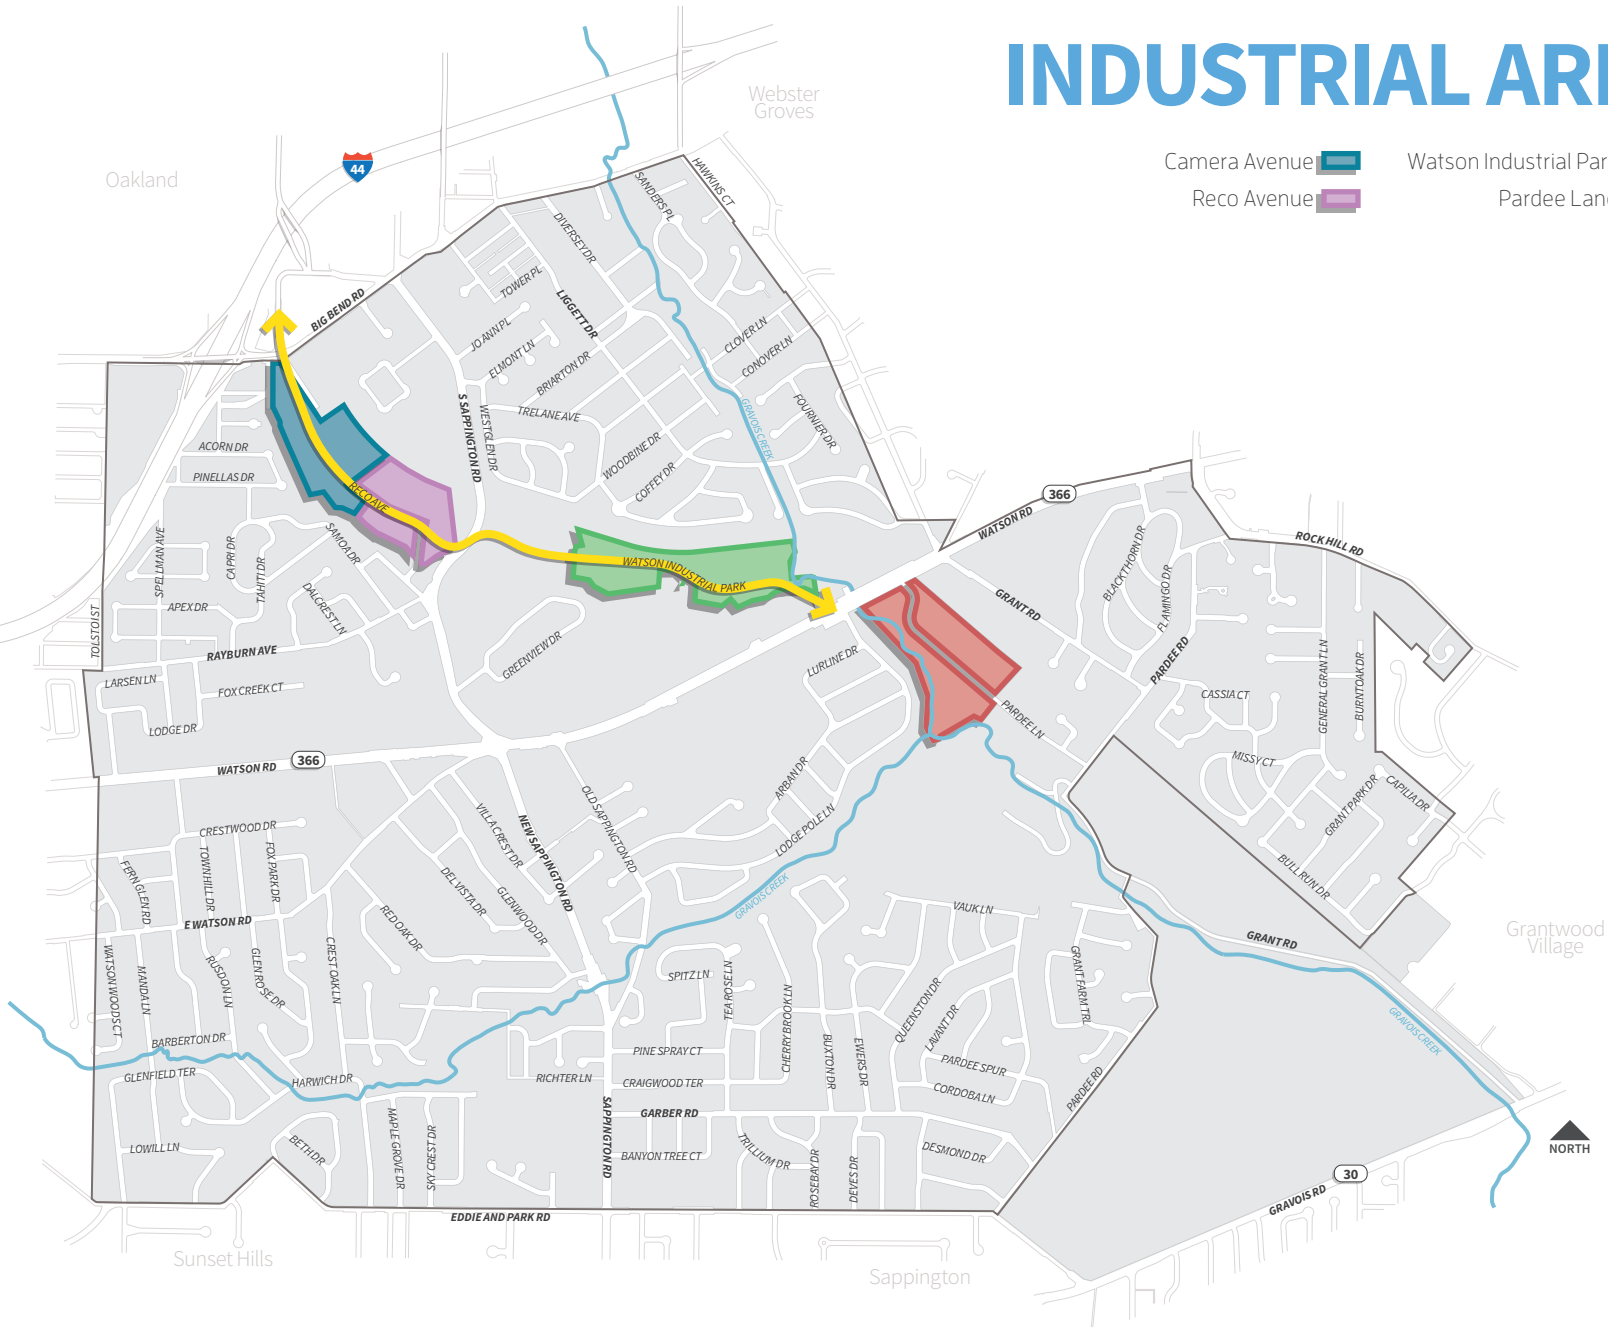 INDUSTRIAL ARE
Camera Avenue
Watson Industrial Par
Reco Avenue
Pardee Lan
Webster
Groves
Oakland
44
HAWKINS CT
SANDERS PL
DIVERSEY DR
TOWER PL
LIGGETT DR
BIG BEND RD
JO ANN PL
ELMONT LN
BRIARTON DR
CLOVER LN
CONOVER LN
S SAPPINGTON RD
WESTGLEN DR
TRELANE AVE
GRAVOIS CREEK
FOURNIER DR
WOODBINE DR
COFFEY DR
ACORN DR
PINELLAS DR
RECO AVE
366
WATSON RD
ROCK HILL RD
SPELLMAN AVE
CAPRI DR
TAHITI DR
SAMOA DR
WATSON INDUSTRIAL PARK
BLACKTHORN DR
FLAMINGO DR
GRANT RD
APEX DR
DALCREST LN
TOLSTOI ST
RAYBURN AVE
GREENVIEW DR
LURLINE DR
PARDEE RD
GENERAL GRANT LN
BURNTOAK DR
LARSEN LN
FOX CREEK CT
CASSIA CT
PARDEE LN
LODGE DR
MISSY CT
WATSON RD
366
ARBAN DR
CAPILIA DR
GRANT PARK DR
OLD SAPPINGTON RD
VILLA CREST DR
NEW SAPPINGTON RD
LODGEPOLE LN
CRESTWOOD DR
BULL RUN DR
FERN GLEN RD
TOWNHILL DR
FOX PARK DR
DEL VISTA DR
GLENWOOD DR
GRAVOIS CREEK
E WATSON RD
RED OAK DR
VAUK LN
Grantwood
Village
GRANT RD
WATSON WOODS CT
MANDA LN
RUSDON LN
GLEN ROSE DR
CREST OAK LN
SPITZ LN
TEA ROSE LN
CHERRYBROOK LN
QUEENSTON DR
GRANT FARM TRL
LAVANT DR
GRAVOIS CREEK
BARBERTON DR
PINE SPRAY CT
BUXTON DR
EWERS DR
PARDEE SPUR
GLENFIELD TER
HARWICH DR
RICHTER LN
CRAIGWOOD TER
CORDOBA LN
PARDEE RD
SAPPINGTON RD
GARBER RD
MAPLE GROVE DR
SKY CREST DR
LOWILL LN
BETH DR
BANYON TREE CT
TRILLIUM DR
ROSEBAY DR
DEVES DR
DESMOND DR
NORTH
30
GRAVOIS RD
EDDIE AND PARK RD
Sunset Hills
Sappington